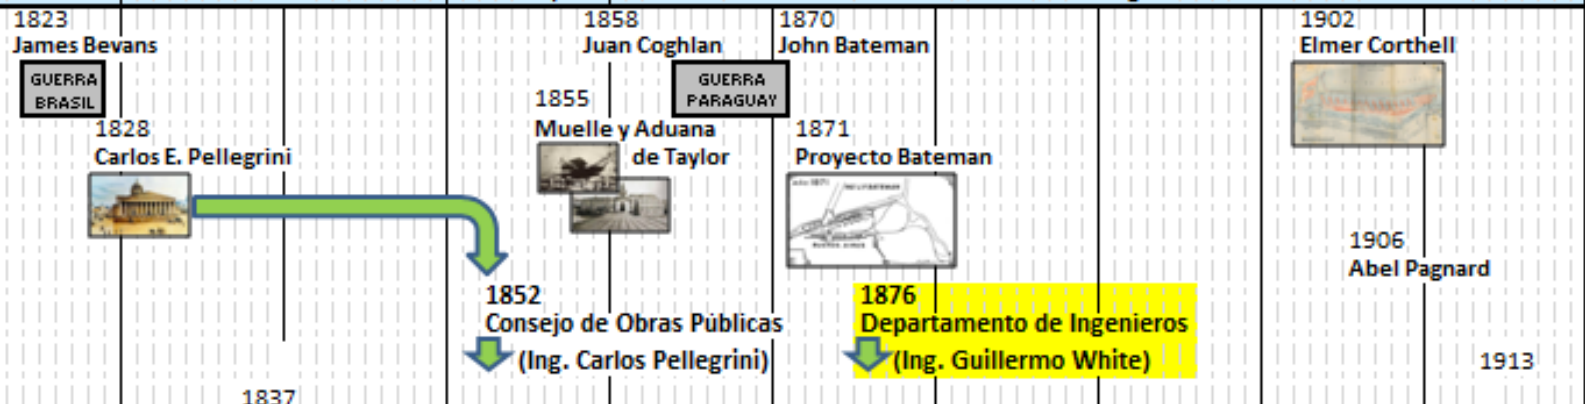 1823
James Bevans
GUERRA
BRASIL
1828
Carlos E. Pellegrini
1858
Juan Coghlan
GUERRA
PARAGUAY
1855
Muelle y Aduana
de Taylor
1870
John Bateman
1871
Proyecto Bateman
1902
Elmer Corthell
1906
Abel Pagnard
1852
Consejo de Obras Públicas
(Ing. Carlos Pellegrini)
1876
Departamento de Ingenieros
(Ing. Guillermo White)
1913
1837